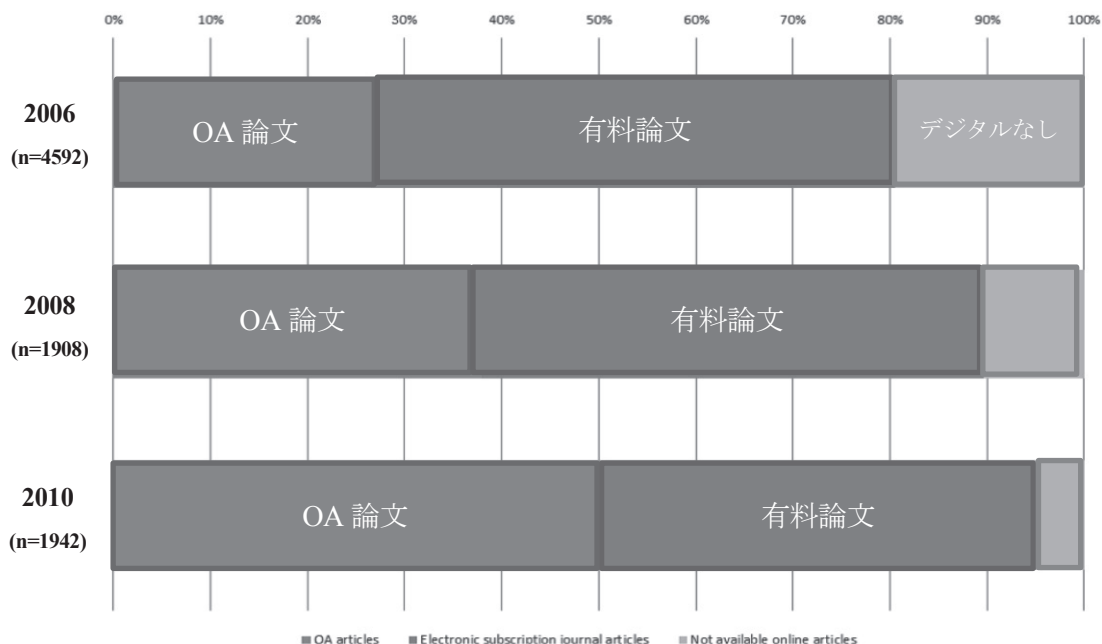 0% 10% 20% 30% 40% 50% 60% 70% 80% 90% 100%
2006
(n=4592)
OA 論文 有料論文 デジタルなし
2008
(n=1908)
OA 論文 有料論文
2010
(n=1942)
OA 論文 有料論文
OA articles Electronic subscription journal articles Not available online articles